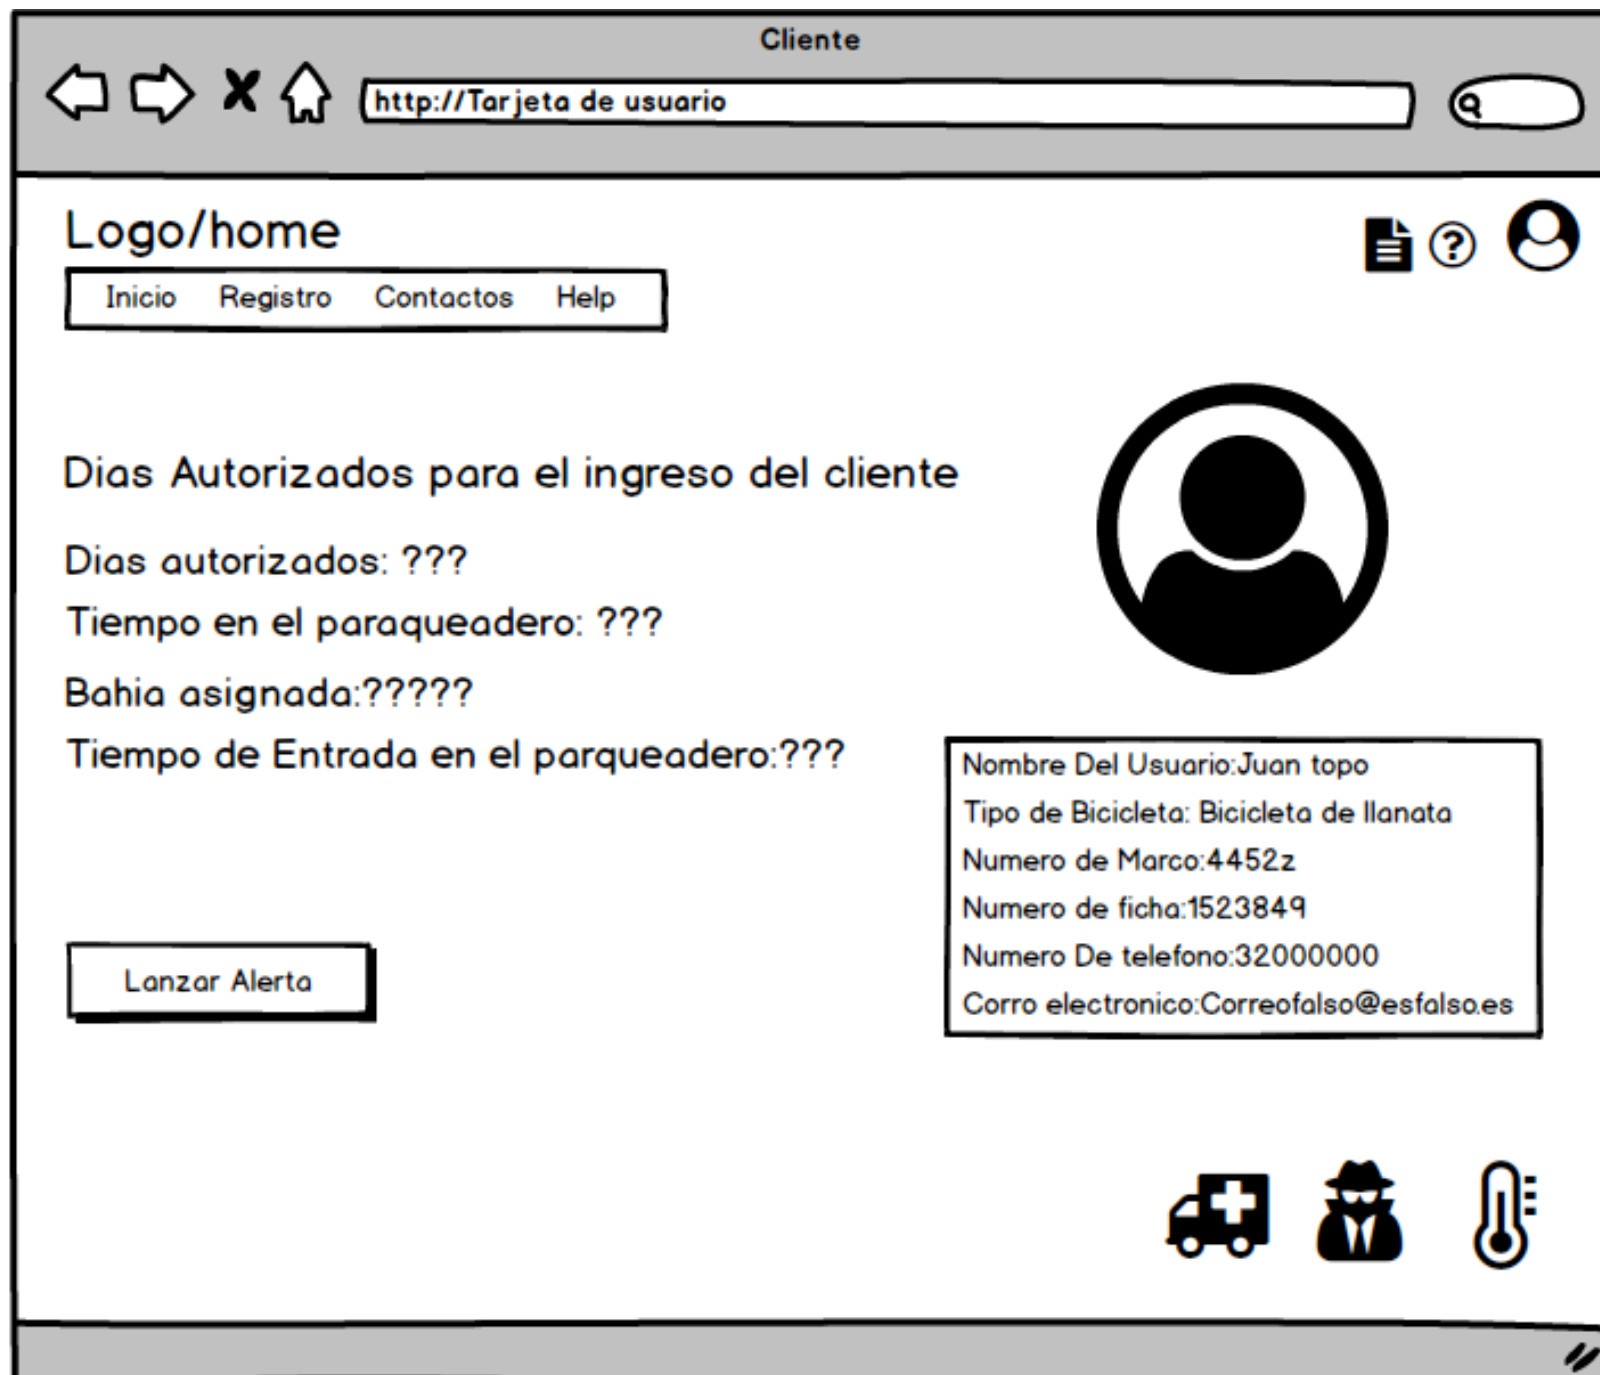 Cliente
http://Tarjeta de usuario
Logo/home
Inicio Registro Contactos Help
Dias Autorizados para el ingreso del cliente
Dias autorizados: ???
Tiempo en el paraqueadero: ???
Bahia asignada:?????
Tiempo de Entrada en el parqueadero:???
Nombre Del Usuario:Juan topo
Tipo de Bicicleta: Bicicleta de llanata
Numero de Marco:4452z
Numero de ficha:1523849
Numero De telefono:32000000
Corro electronico:Correofalso@esfalso.es
Lanzar Alerta